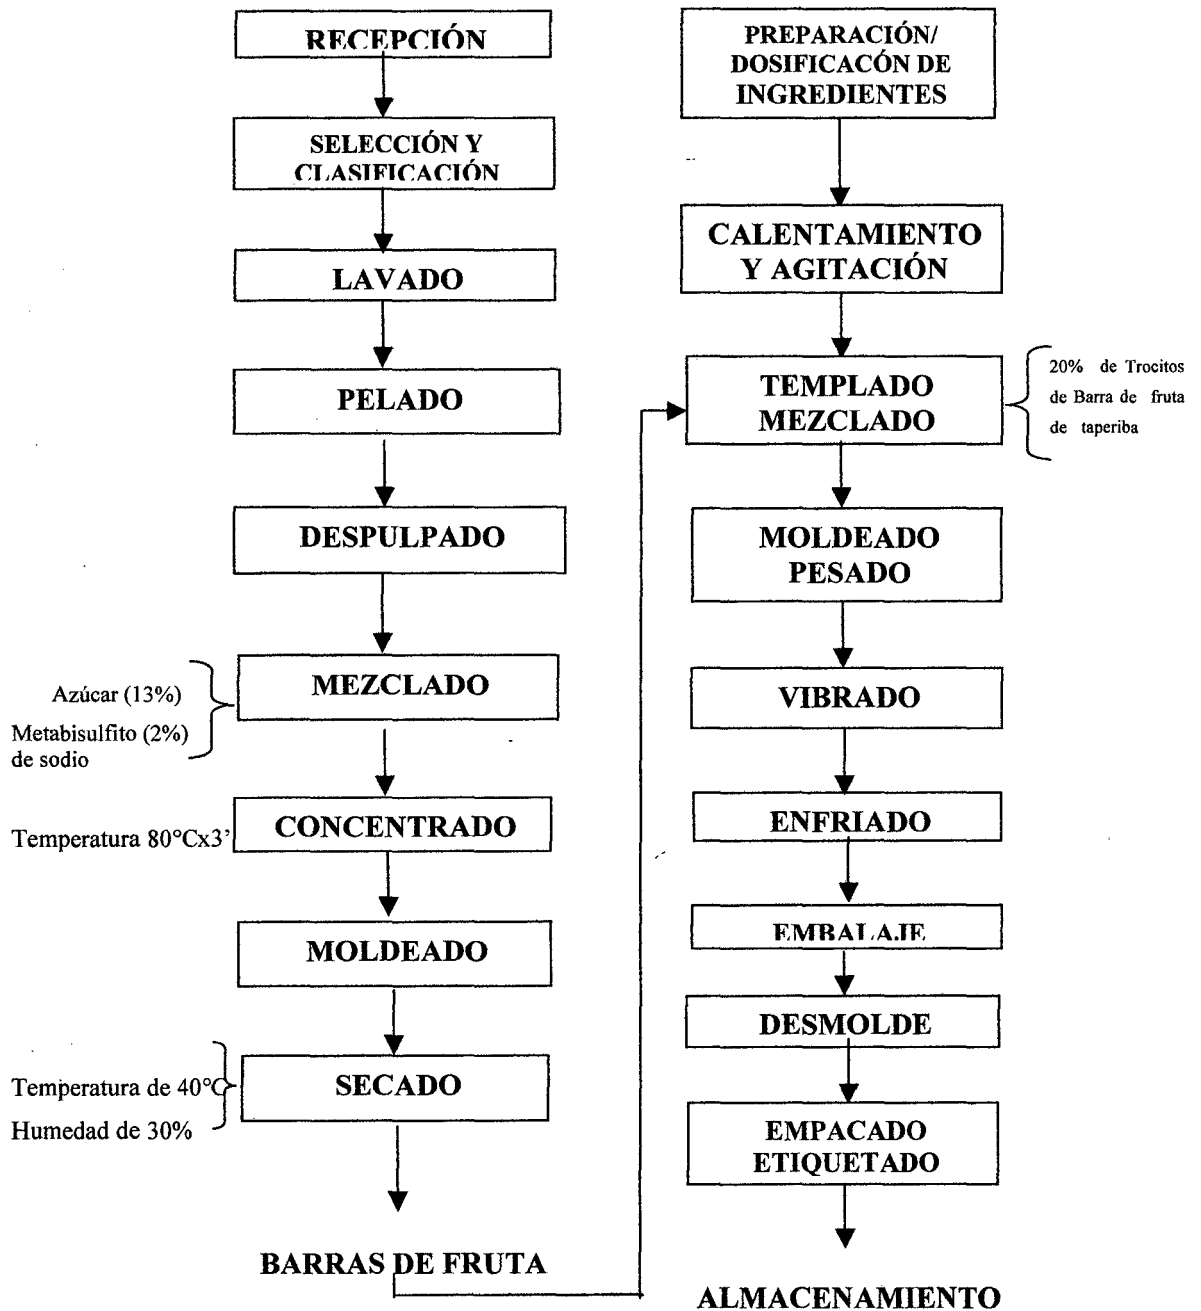 RECEPCIÓN
SELECCIÓN Y
CLASIFICACIÓN
LAVADO
PELADO
DESPULPADO
MEZCLADO
Azúcar (13%)
Metabisulfito (2%)
de sodio
CONCENTRADO
Temperatura 80°Cx3'
MOLDEADO
SECADO
Temperatura de 40°C
Humedad de 30%
BARRAS DE FRUTA
PREPARACIÓN/
DOSIFICACÓN DE
INGREDIENTES
CALENTAMIENTO
Y AGITACIÓN
TEMPLADO
MEZCLADO
20% de Trocitos
de Barra de fruta
de taperiba
MOLDEADO
PESADO
VIBRADO
ENFRIADO
EMBALAJE
DESMOLDE
EMPACADO
ETIQUETADO
ALMACENAMIENTO